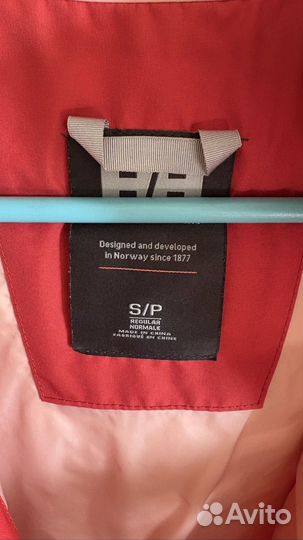 H/H
Designed and developed
in Norway since 1877
S/P
REGULAR
NORMALE
MADE IN CHINA
FABRIQUÉ EN CHINE
Avito